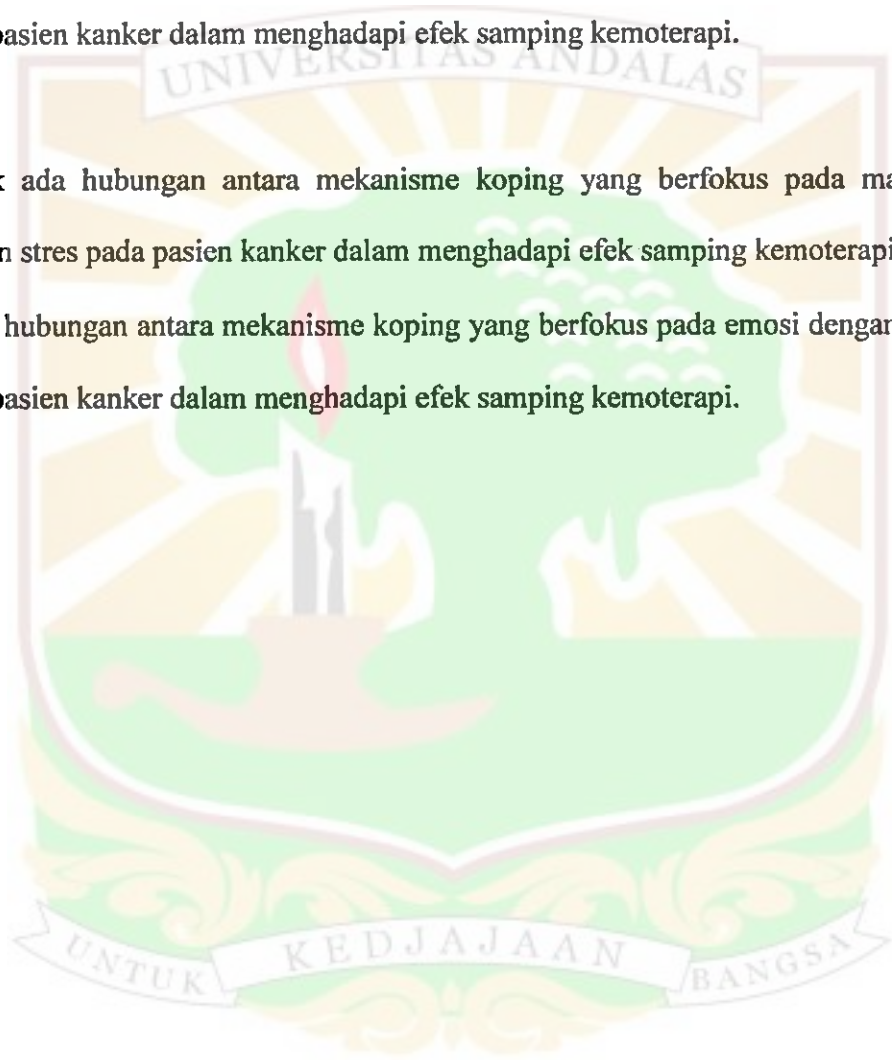 pasien kanker dalam menghadapi efek samping kemoterapi.
UNIVERSITAS ANDALAS
ada hubungan antara mekanisme koping yang berfokus pada
stres pada pasien kanker dalam menghadapi efek samping kemoterapi
hubungan antara mekanisme koping yang berfokus pada emosi dengan
pasien kanker dalam menghadapi efek samping kemoterapi.
UNTUK KEDJAJAAN BANGSA